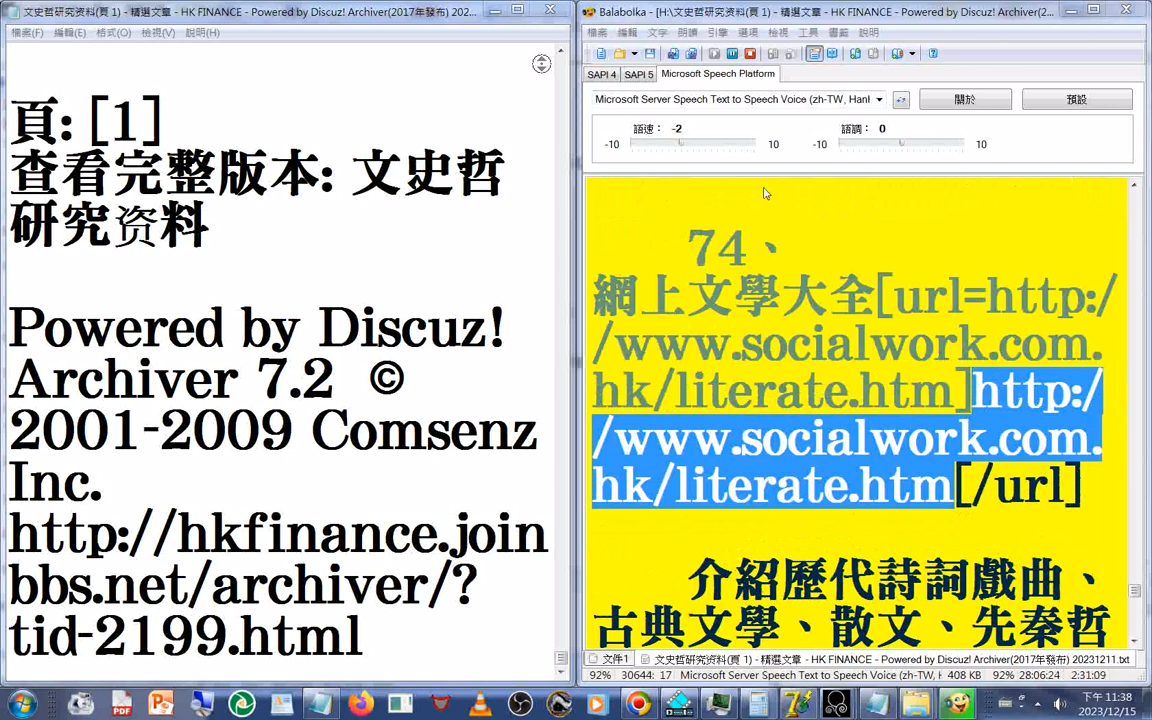 文史哲研究资料(頁 1) - 精選文章 - HK FINANCE - Powered by Discuz! Archiver(2017年發布) 202...
檔案(F) 編輯(E) 格式(O) 檢視(V) 說明(H)
頁: [1]
查看完整版本: 文史哲
研究资料
Powered by Discuz!
Archiver 7.2 ©
2001-2009 Comsenz
Inc.
http://hkfinance.join
bbs.net/archiver/?
tid-2199.html
Balabolka - [H:\文史哲研究资料(頁 1) - 精選文章 - HK FINANCE - Powered by Discuz! Archiver(2...
檔案 編輯 文字 朗讀 引擎 選項 檢視 工具 書籤 說明
SAPI 4 SAPI 5 Microsoft Speech Platform
Microsoft Server Speech Text to Speech Voice (zh-TW, Hanl 關於 預設
語速： -2 語調： 0
-10 10 -10 10
74、
網上文學大全[url=http:/
/www.socialwork.com.
hk/literate.htm]http:/
/www.socialwork.com.
hk/literate.htm[/url]
介紹歷代詩詞戲曲、
古典文學、散文、先秦哲
文件1 文史哲研究资料(頁 1) - 精選文章 - HK FINANCE - Powered by Discuz! Archiver(2017年發布) 20231211.txt
92% 30644: 17 Microsoft Server Speech Text to Speech Voice (zh-TW, H 408 KB 92% 28:06:24 2:31:09
下午 11:38
2023/12/15